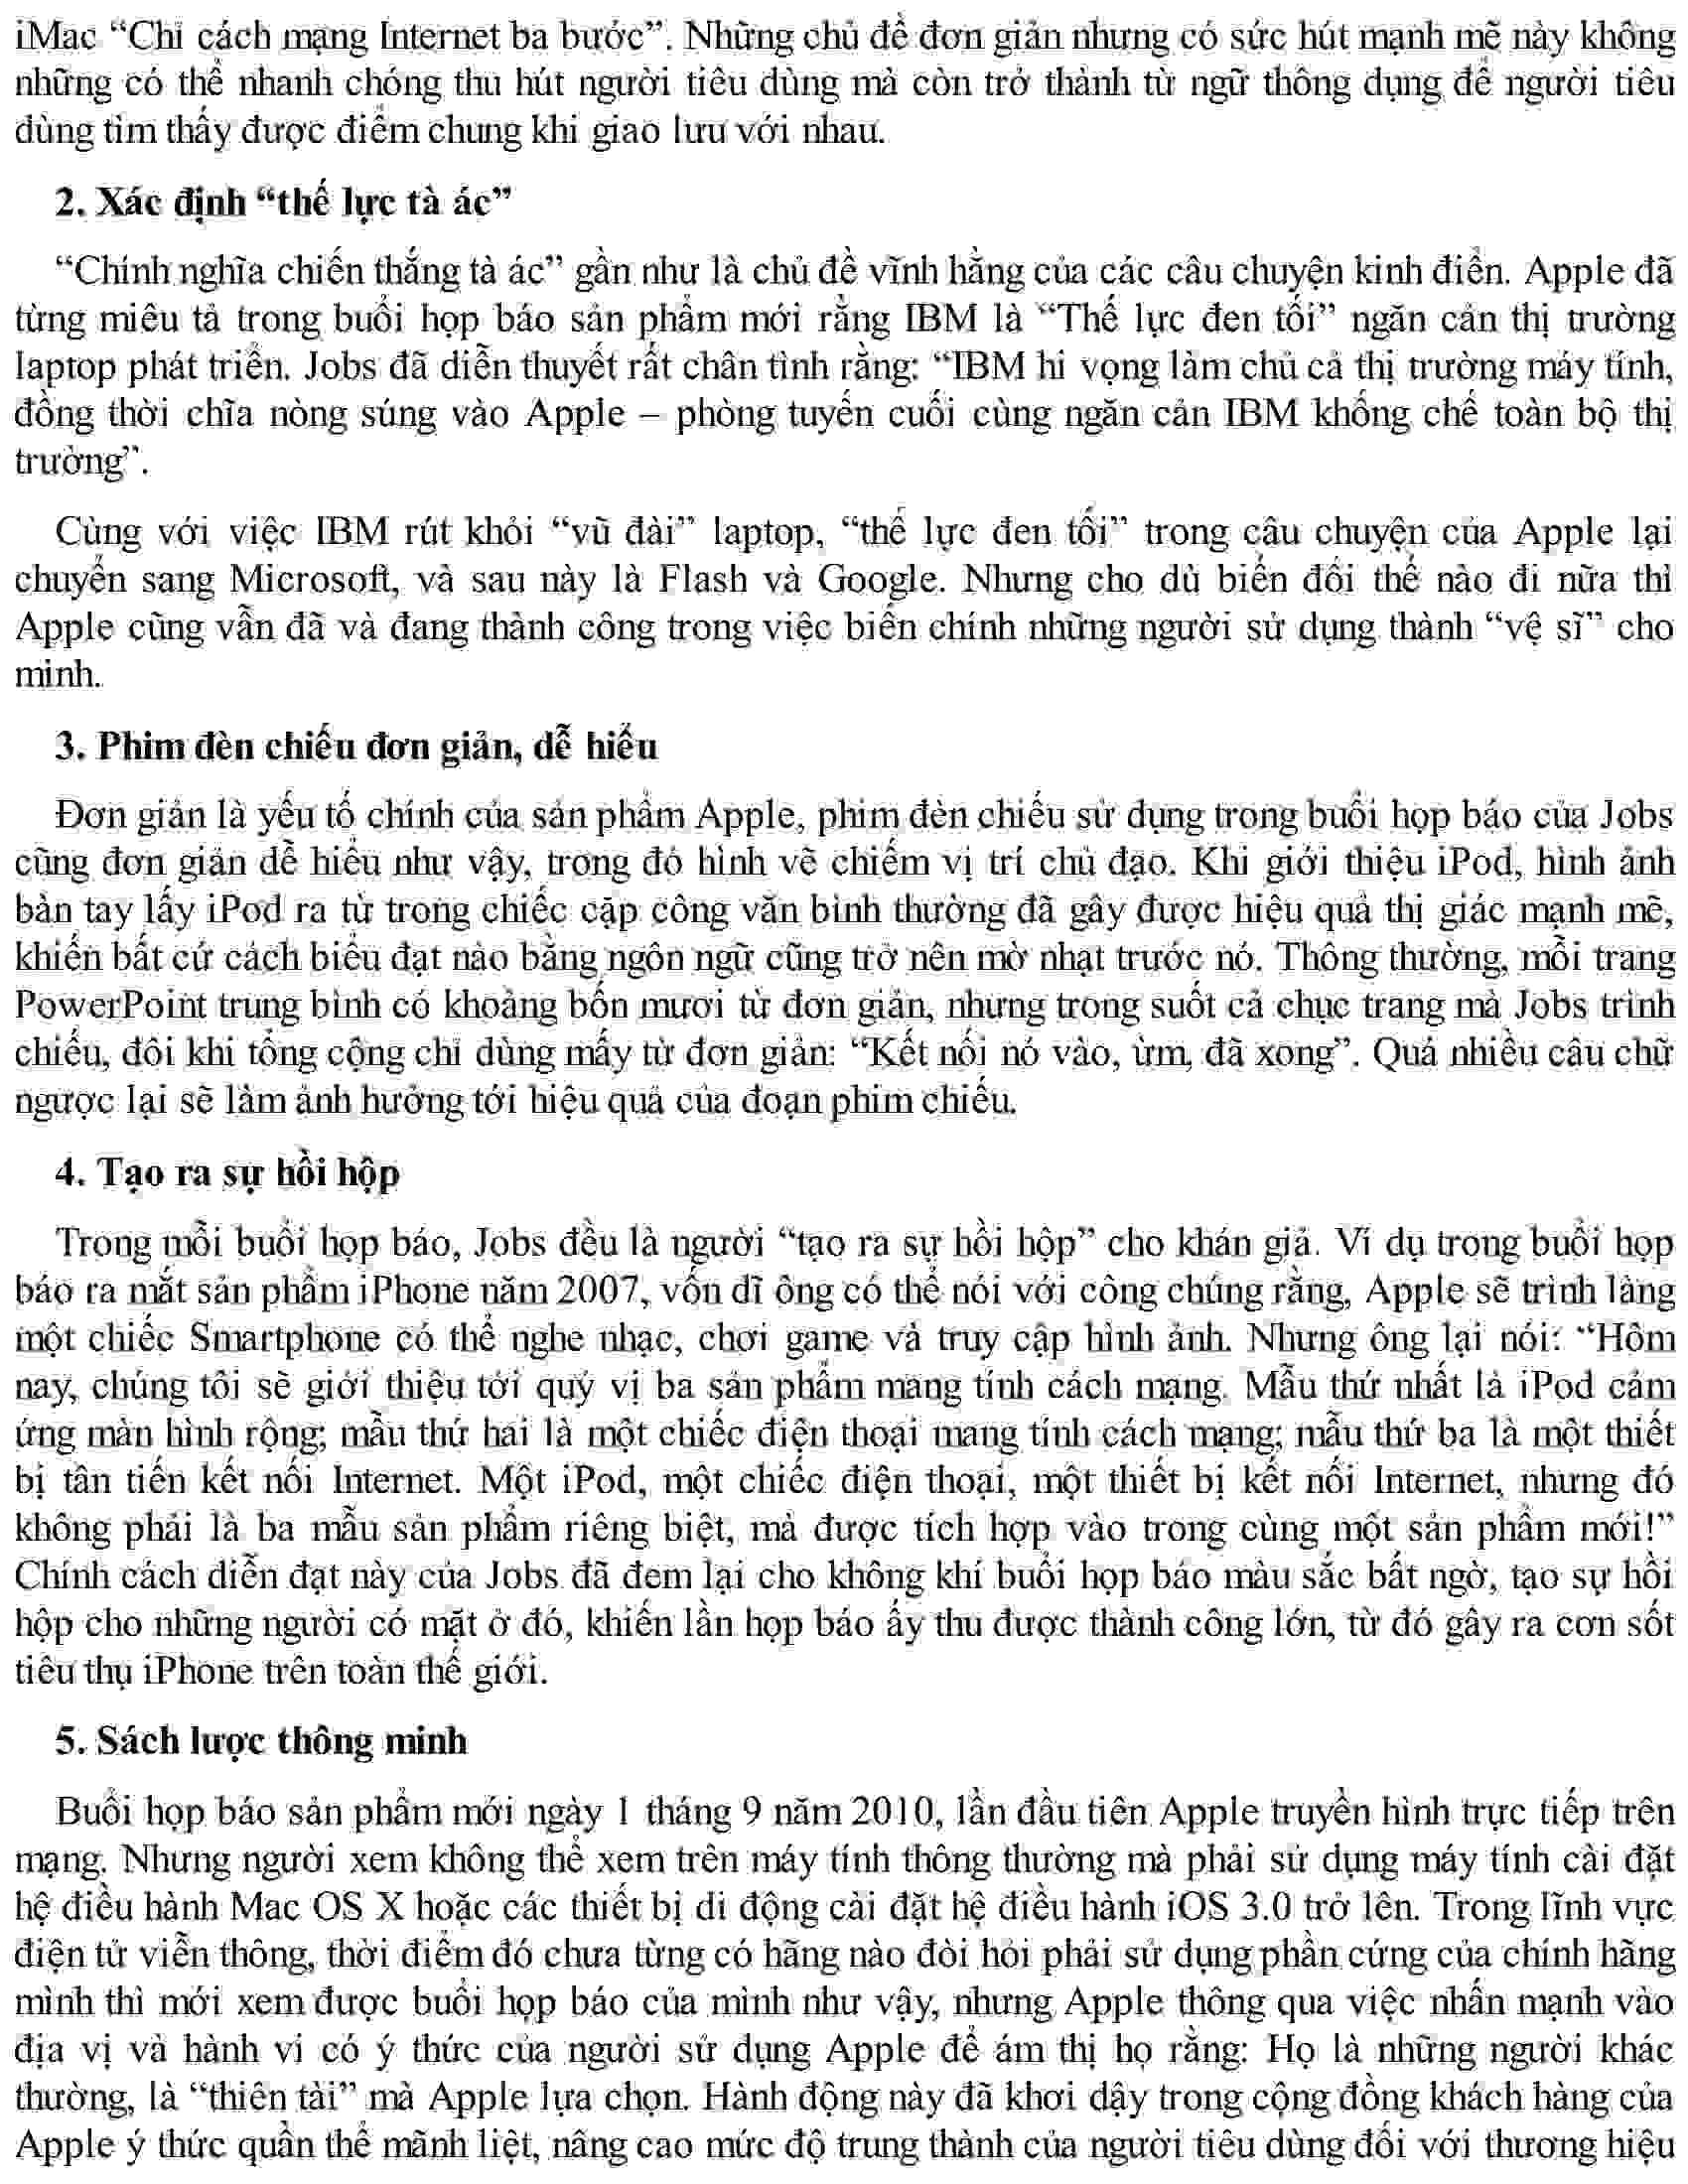 iMac “Chỉ cách mạng Internet ba bước”. Những chủ đề đơn giản nhưng có sức hút mạnh mẽ này không
những có thể nhanh chóng thu hút người tiêu dùng mà còn trở thành từ ngữ thông dụng để người tiêu
dùng tìm thấy được điểm chung khi giao lưu với nhau.
2. Xác định “thế lực tà ác”
“Chính nghĩa chiến thắng tà ác” gần như là chủ đề vĩnh hằng của các câu chuyện kinh điển. Apple đã
từng miêu tả trong buổi họp báo sản phẩm mới rằng IBM là “Thế lực đen tối” ngăn cản thị trường
laptop phát triển. Jobs đã diễn thuyết rất chân tình rằng: “IBM hi vọng làm chủ cả thị trường máy tính,
đồng thời chĩa nòng súng vào Apple – phòng tuyến cuối cùng ngăn cản IBM khống chế toàn bộ thị
trường”.
Cùng với việc IBM rút khỏi “vũ đài” laptop, “thế lực đen tối” trong câu chuyện của Apple lại
chuyển sang Microsoft, và sau này là Flash và Google. Nhưng cho dù biến đổi thế nào đi nữa thì
Apple cũng vẫn đã và đang thành công trong việc biến chính những người sử dụng thành “vệ sĩ” cho
mình.
3. Phim đèn chiếu đơn giản, dễ hiểu
Đơn giản là yếu tố chính của sản phẩm Apple, phim đèn chiếu sử dụng trong buổi họp báo của Jobs
cũng đơn giản dễ hiểu như vậy, trong đó hình vẽ chiếm vị trí chủ đạo. Khi giới thiệu iPod, hình ảnh
bàn tay lấy iPod ra từ trong chiếc cặp công văn bình thường đã gây được hiệu quả thị giác mạnh mẽ,
khiến bất cứ cách biểu đạt nào bằng ngôn ngữ cũng trở nên mờ nhạt trước nó. Thông thường, mỗi trang
PowerPoint trung bình có khoảng bốn mươi từ đơn giản, nhưng trong suốt cả chục trang mà Jobs trình
chiếu, đôi khi tổng cộng chỉ dùng mấy từ đơn giản: “Kết nối nó vào, ừm, đã xong”. Quá nhiều câu chữ
ngược lại sẽ làm ảnh hưởng tới hiệu quả của đoạn phim chiếu.
4. Tạo ra sự hồi hộp
Trong mỗi buổi họp báo, Jobs đều là người “tạo ra sự hồi hộp” cho khán giả. Ví dụ trong buổi họp
báo ra mắt sản phẩm iPhone năm 2007, vốn dĩ ông có thể nói với công chúng rằng, Apple sẽ trình làng
một chiếc Smartphone có thể nghe nhạc, chơi game và truy cập hình ảnh. Nhưng ông lại nói: “Hôm
nay, chúng tôi sẽ giới thiệu tới quý vị ba sản phẩm mang tính cách mạng. Mẫu thứ nhất là iPod cảm
ứng màn hình rộng; mẫu thứ hai là một chiếc điện thoại mang tính cách mạng; mẫu thứ ba là một thiết
bị tân tiến kết nối Internet. Một iPod, một chiếc điện thoại, một thiết bị kết nối Internet, nhưng đó
không phải là ba mẫu sản phẩm riêng biệt, mà được tích hợp vào trong cùng một sản phẩm mới!”
Chính cách diễn đạt này của Jobs đã đem lại cho không khí buổi họp báo màu sắc bất ngờ, tạo sự hồi
hộp cho những người có mặt ở đó, khiến lần họp báo ấy thu được thành công lớn, từ đó gây ra cơn sốt
tiêu thụ iPhone trên toàn thế giới.
5. Sách lược thông minh
Buổi họp báo sản phẩm mới ngày 1 tháng 9 năm 2010, lần đầu tiên Apple truyền hình trực tiếp trên
mạng. Nhưng người xem không thể xem trên máy tính thông thường mà phải sử dụng máy tính cài đặt
hệ điều hành Mac OS X hoặc các thiết bị di động cài đặt hệ điều hành iOS 3.0 trở lên. Trong lĩnh vực
điện tử viễn thông, thời điểm đó chưa từng có hãng nào đòi hỏi phải sử dụng phần cứng của chính hãng
mình thì mới xem được buổi họp báo của mình như vậy, nhưng Apple thông qua việc nhấn mạnh vào
địa vị và hành vi có ý thức của người sử dụng Apple để ám thị họ rằng: Họ là những người khác
thường, là “thiên tài” mà Apple lựa chọn. Hành động này đã khơi dậy trong cộng đồng khách hàng của
Apple ý thức quần thể mãnh liệt, nâng cao mức độ trung thành của người tiêu dùng đối với thương hiệu